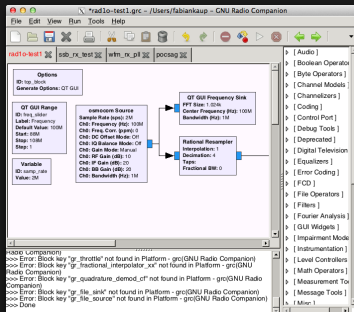 *rad1o-test1.grc - /Users/fabiankaup - GNU Radio Companion
File Edit View Run Tools Help
rad1o-test1 ssb_rx_test wfm_rx_pll pocsag
Options
ID: top_block
Generate Options: QT GUI
QT GUI Range
ID: freq_slider
Label: Frequency
Default Value: 100M
Start: 88M
Stop: 108M
Step: 1
Variable
ID: samp_rate
Value: 2M
osmocom Source
Sample Rate (sps): 2M
Ch0: Frequency (Hz): 100M
Ch0: Freq. Corr. (ppm): 0
Ch0: DC Offset Mode: Off
Ch0: IQ Balance Mode: Off
Ch0: Gain Mode: Manual
Ch0: RF Gain (dB): 10
Ch0: IF Gain (dB): 20
Ch0: BB Gain (dB): 20
Ch0: Bandwidth (Hz): 1M
QT GUI Frequency Sink
FFT Size: 1.024k
Center Frequency (Hz): 100M
Bandwidth (Hz): 1M
Rational Resampler
Interpolation: 1
Decimation: 4
Taps:
Fractional BW: 0
[ Audio ]
[ Boolean Operator
[ Byte Operators ]
[ Channel Models ]
[ Channelizers ]
[ Coding ]
[ Control Port ]
[ Debug Tools ]
[ Deprecated ]
[ Digital Television
[ Equalizers ]
[ Error Coding ]
[ FCD ]
[ File Operators ]
[ Filters ]
[ Fourier Analysis ]
[ GUI Widgets ]
[ Impairment Mode
[ Instrumentation ]
[ Level Controllers
[ Math Operators ]
[ Measurement Too
[ Message Tools ]
[ Misc ]
Radio Companion)
>>> Error: Block key "gr_throttle" not found in Platform - grc(GNU Radio Companion)
>>> Error: Block key "gr_fractional_interpolator_xx" not found in Platform - grc(GNU
Radio Companion)
>>> Error: Block key "gr_quadrature_demod_cf" not found in Platform - grc(GNU Radio
Companion)
>>> Error: Block key "gr_file_sink" not found in Platform - grc(GNU Radio Companion)
>>> Error: Block key "gr_file_source" not found in Platform - grc(GNU Radio Companion)
>>> Done